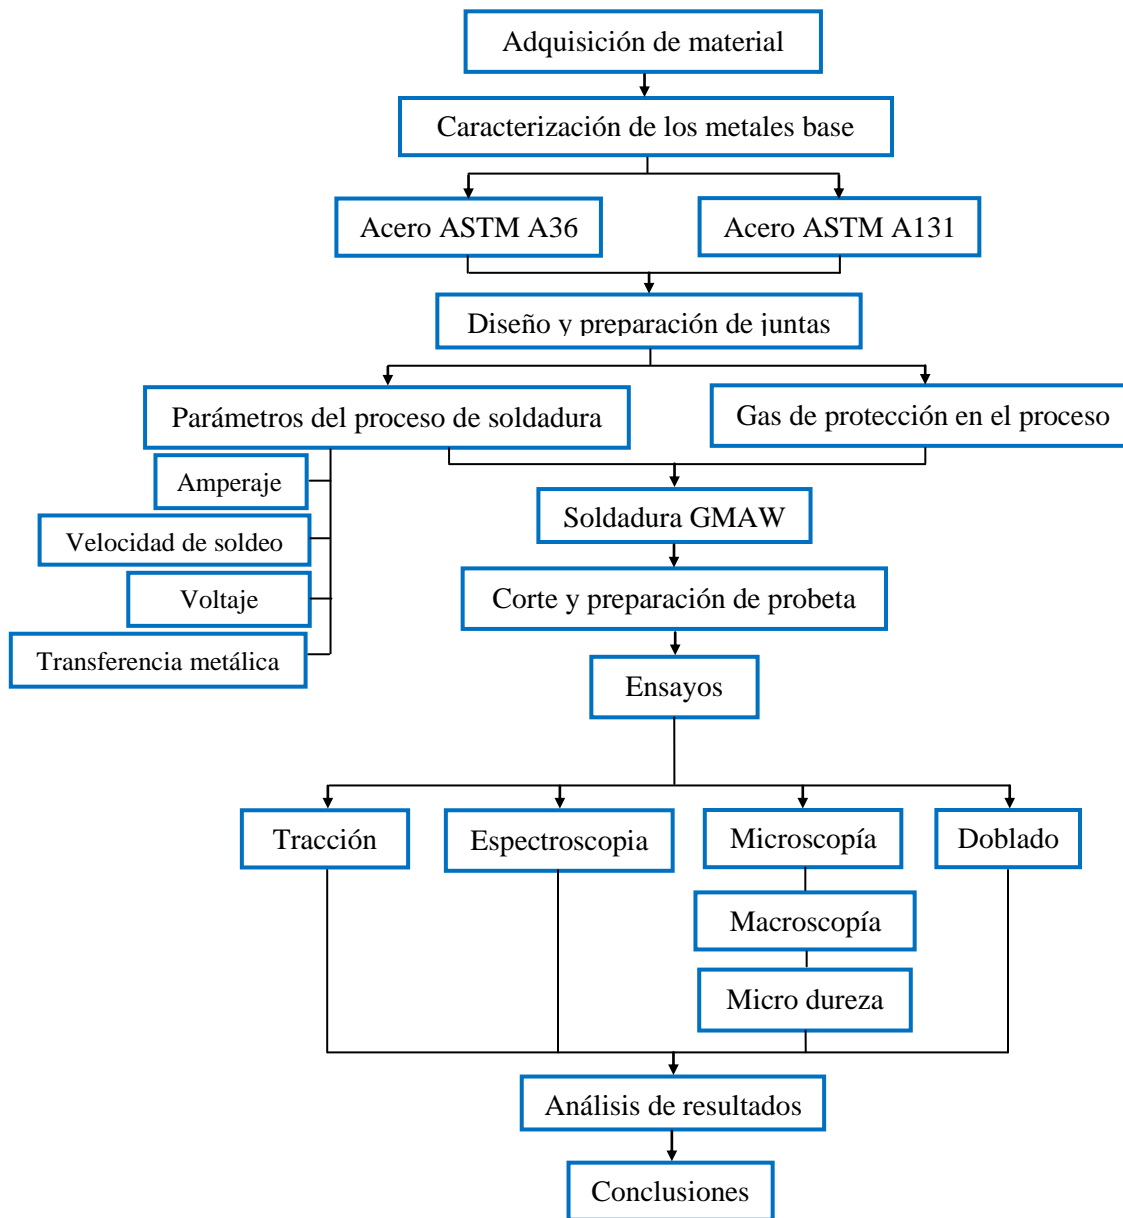 Adquisición de material
Caracterización de los metales base
Acero ASTM A36
Acero ASTM A131
Diseño y preparación de juntas
Parámetros del proceso de soldadura
Gas de protección en el proceso
Amperaje
Velocidad de soldeo
Voltaje
Transferencia metálica
Soldadura GMAW
Corte y preparación de probeta
Ensayos
Tracción
Espectroscopia
Microscopía
Doblado
Macroscopía
Micro dureza
Análisis de resultados
Conclusiones